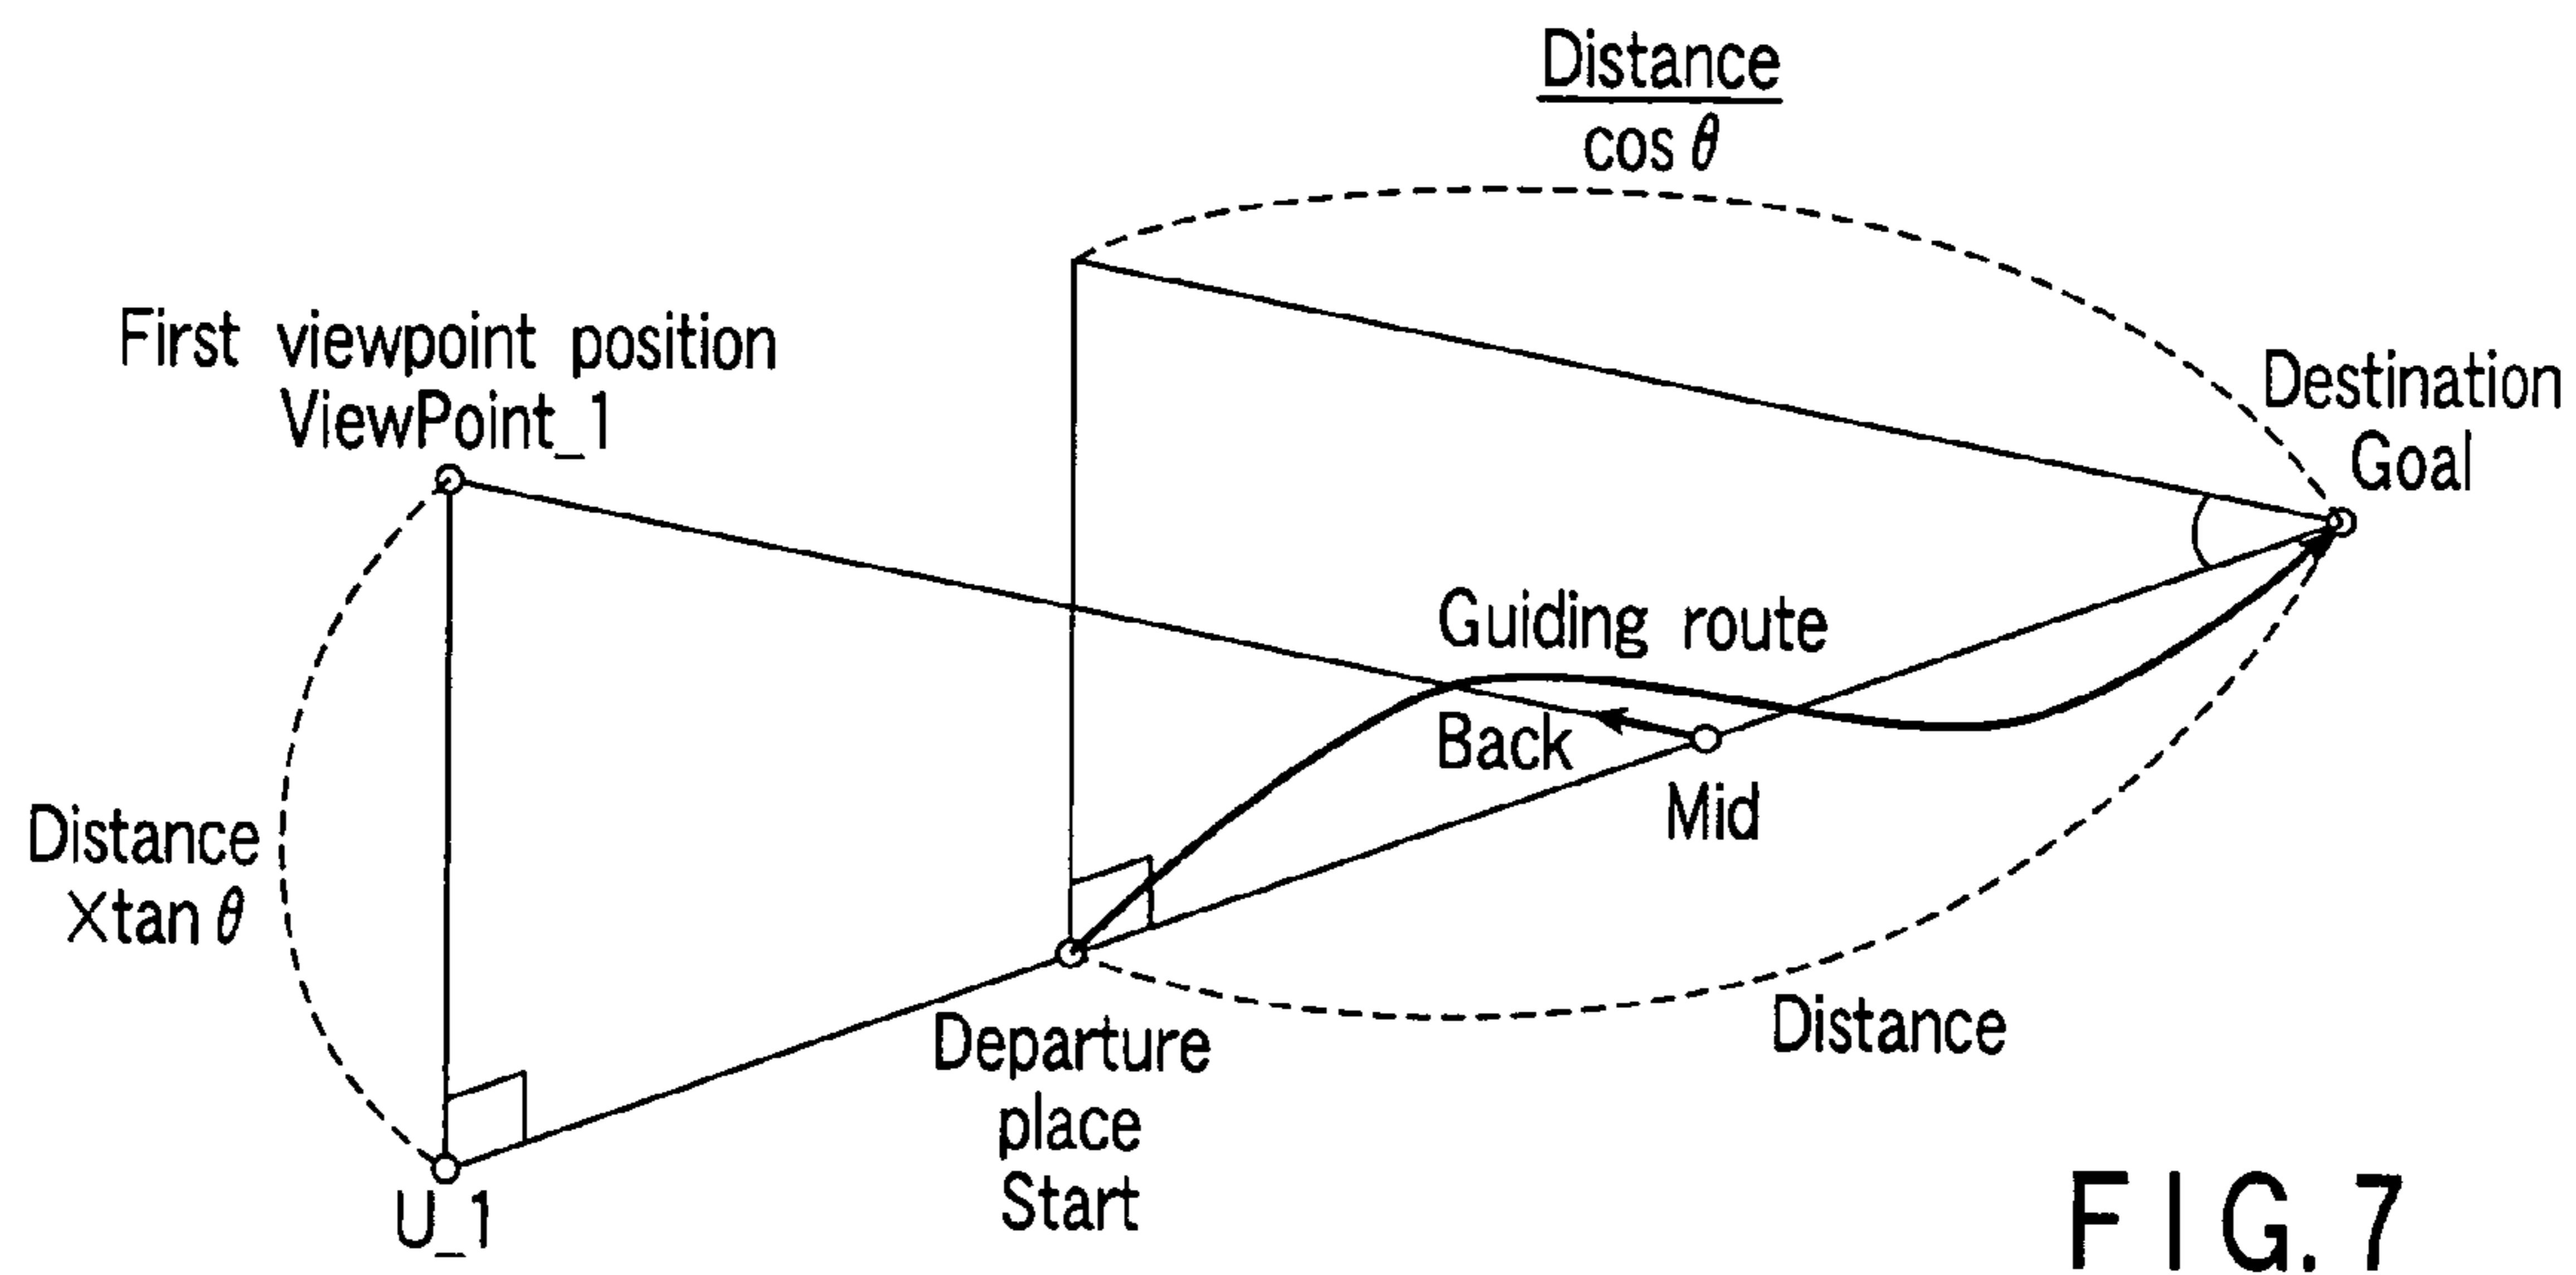 Distance
cos θ
First viewpoint position
ViewPoint_1
Destination
Goal
Guiding route
Back
Mid
Distance
×tan θ
Departure
place
Start
Distance
U_1
FIG. 7